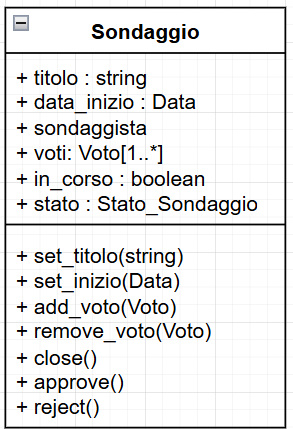 Sondaggio
+ titolo : string
+ data_inizio : Data
+ sondaggista
+ voti: Voto[1..*]
+ in_corso : boolean
+ stato : Stato_Sondaggio
+ set_titolo(string)
+ set_inizio(Data)
+ add_voto(Voto)
+ remove_voto(Voto)
+ close()
+ approve()
+ reject()